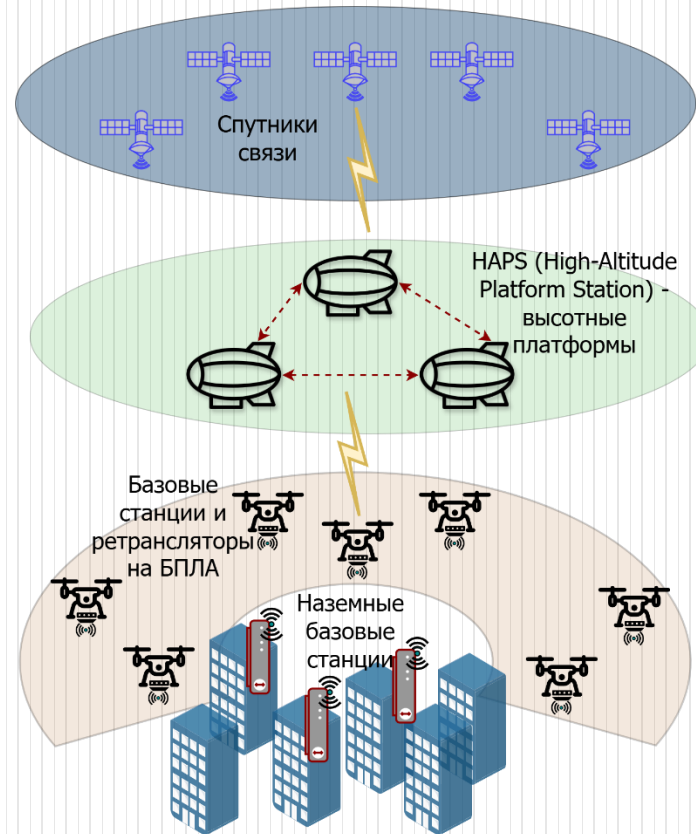 Спутники
связи
HAPS (High-Altitude
Platform Station) -
высотные
платформы
Базовые
станции и
ретрансляторы
на БПЛА
Наземные
базовые
станции